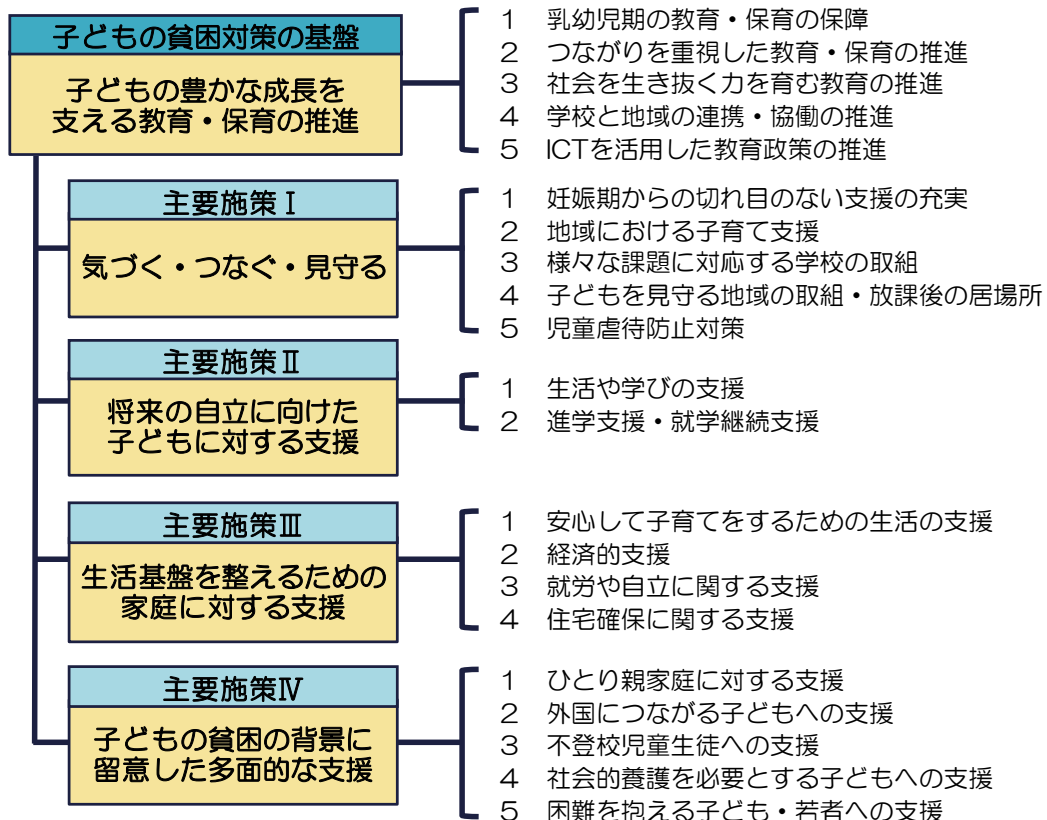 子どもの貧困対策の基盤
子どもの豊かな成長を
支える教育・保育の推進
1 乳幼児期の教育・保育の保障
2 つながりを重視した教育・保育の推進
3 社会を生き抜く力を育む教育の推進
4 学校と地域の連携・協働の推進
5 ICTを活用した教育政策の推進
主要施策Ⅰ
気づく・つなぐ・見守る
1 妊娠期からの切れ目のない支援の充実
2 地域における子育て支援
3 様々な課題に対応する学校の取組
4 子どもを見守る地域の取組・放課後の居場所
5 児童虐待防止対策
主要施策Ⅱ
将来の自立に向けた
子どもに対する支援
1 生活や学びの支援
2 進学支援・就学継続支援
主要施策Ⅲ
生活基盤を整えるための
家庭に対する支援
1 安心して子育てをするための生活の支援
2 経済的支援
3 就労や自立に関する支援
4 住宅確保に関する支援
主要施策Ⅳ
子どもの貧困の背景に
留意した多面的な支援
1 ひとり親家庭に対する支援
2 外国につながる子どもへの支援
3 不登校児童生徒への支援
4 社会的養護を必要とする子どもへの支援
5 困難を抱える子ども・若者への支援